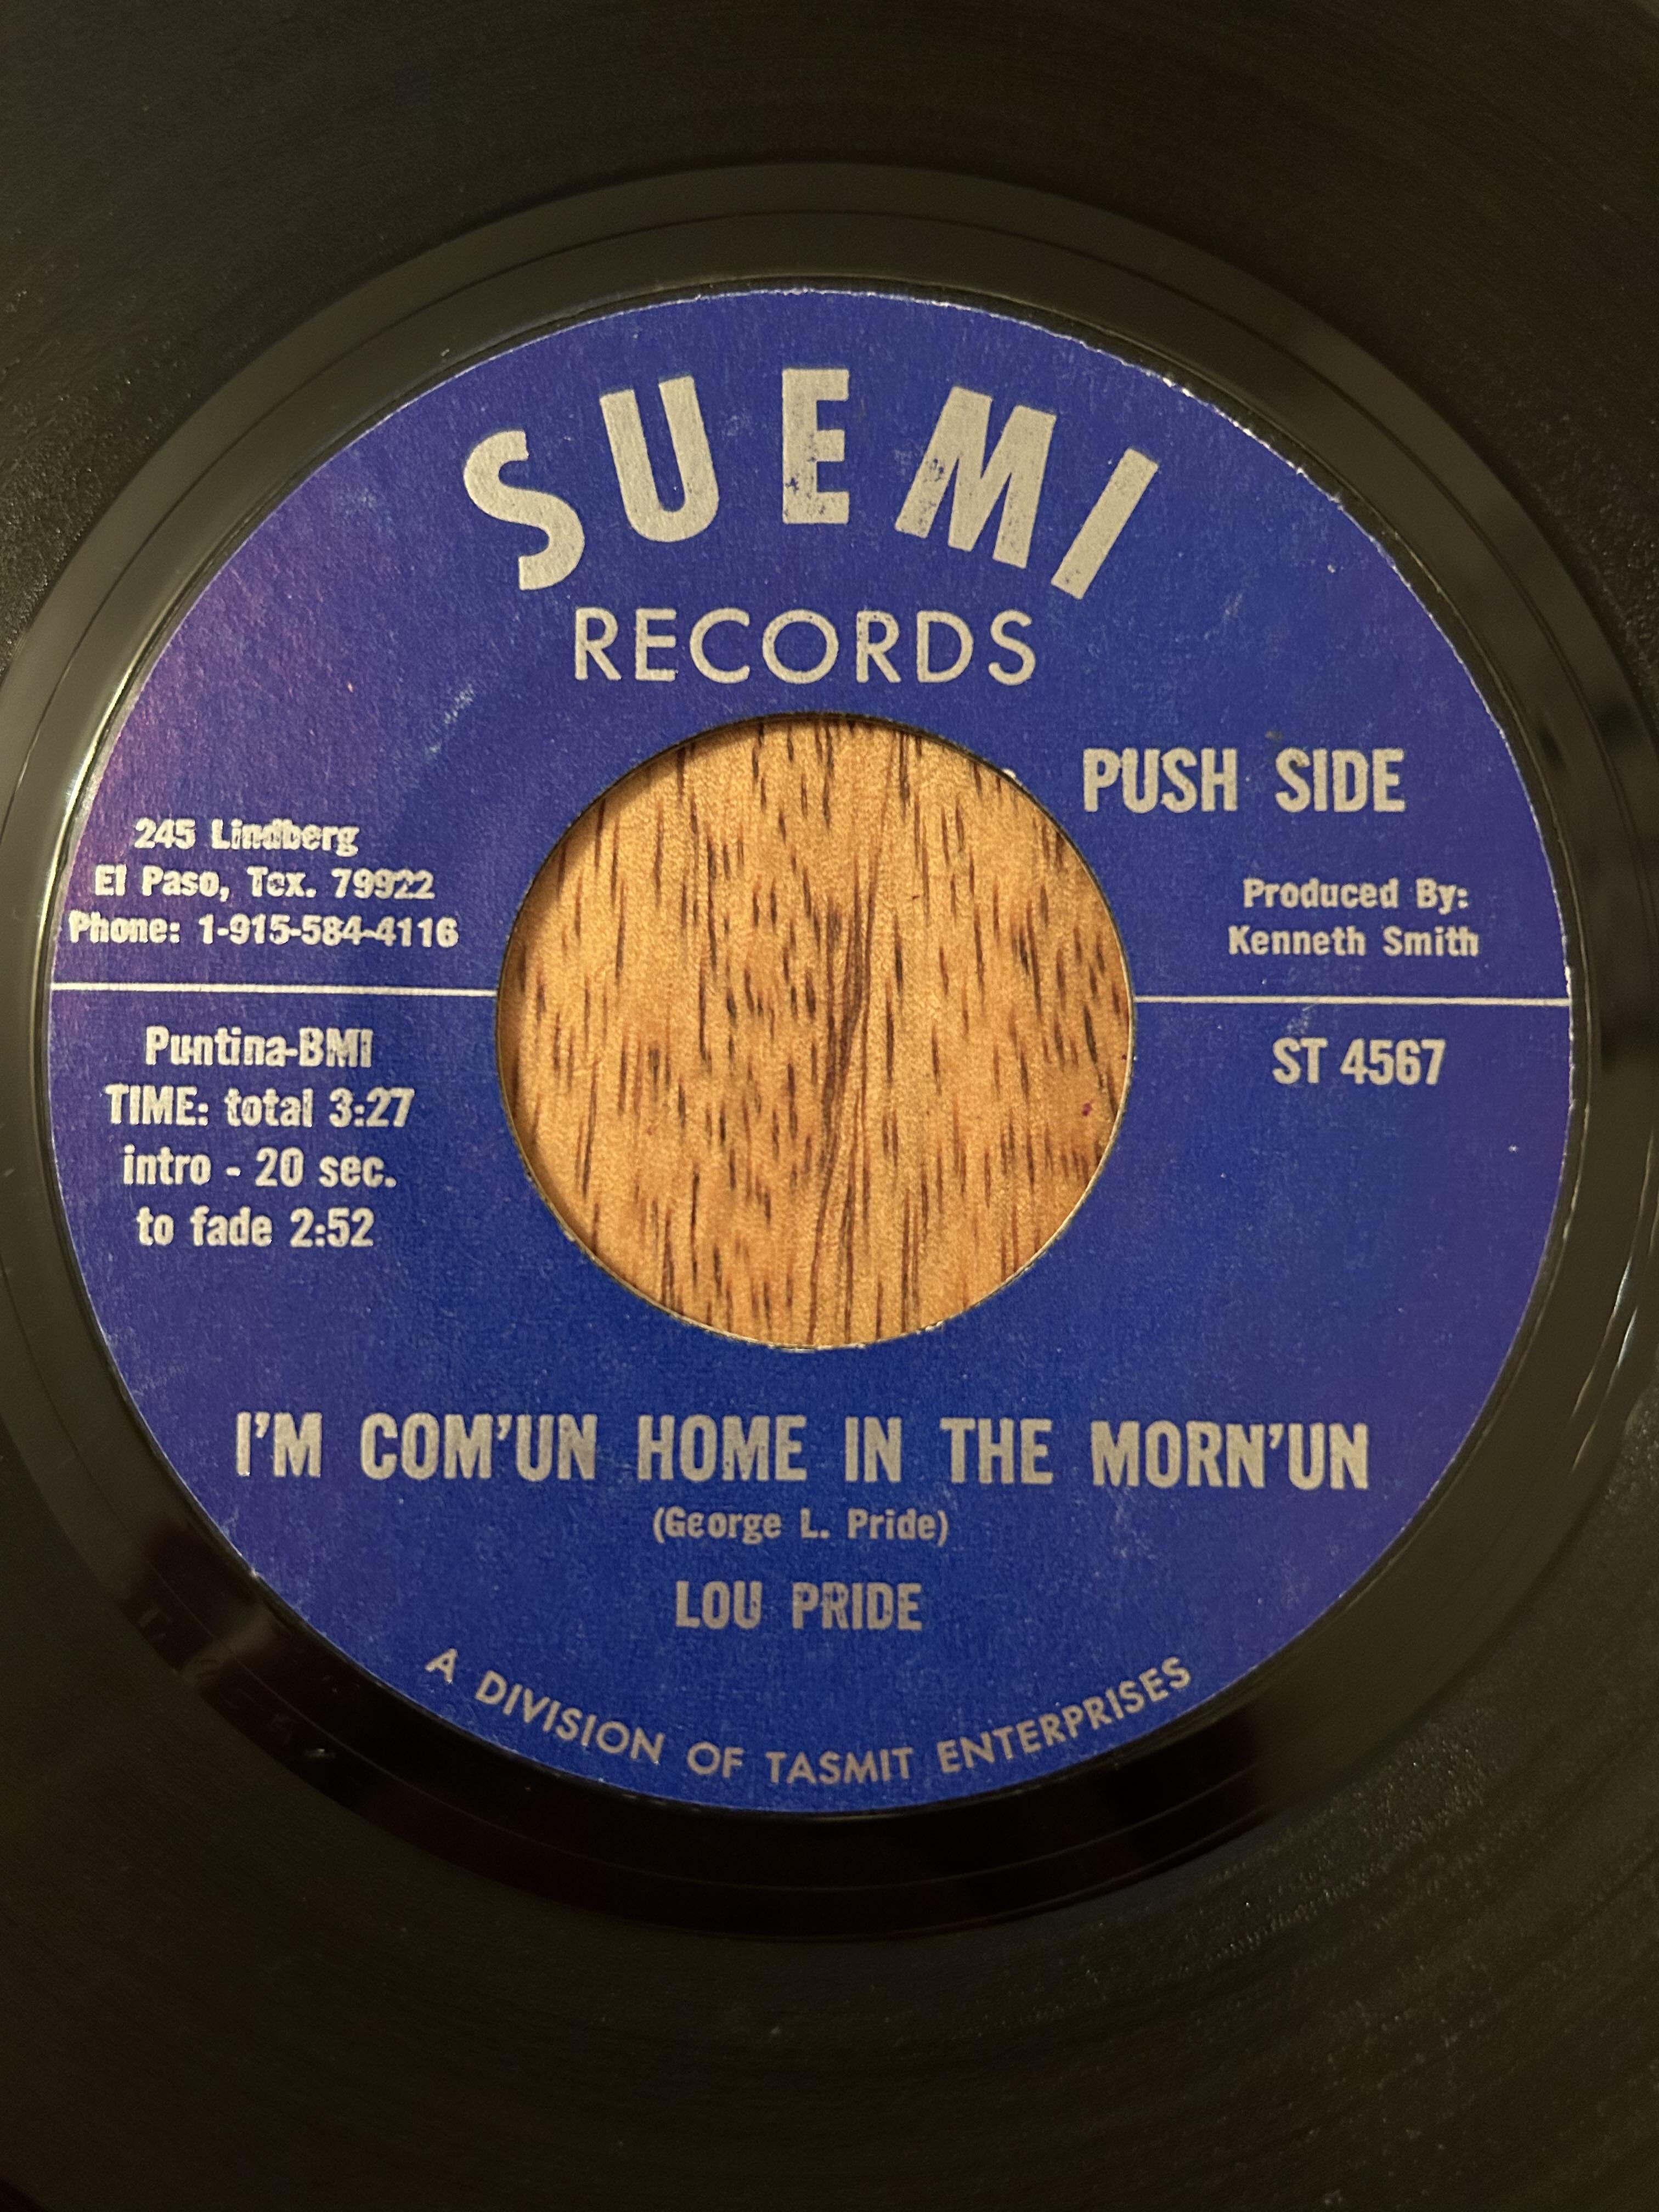 SUEMI
RECORDS
PUSH SIDE
245 Lindberg
El Paso, Tex. 79922
Phone: 1-915-584-4116
Produced By:
Kenneth Smith
Puntina-BMI
TIME: total 3:27
intro - 20 sec.
to fade 2:52
ST 4567
I'M COM'UN HOME IN THE MORN'UN
(George L. Pride)
LOU PRIDE
A DIVISION OF TASMIT ENTERPRISES